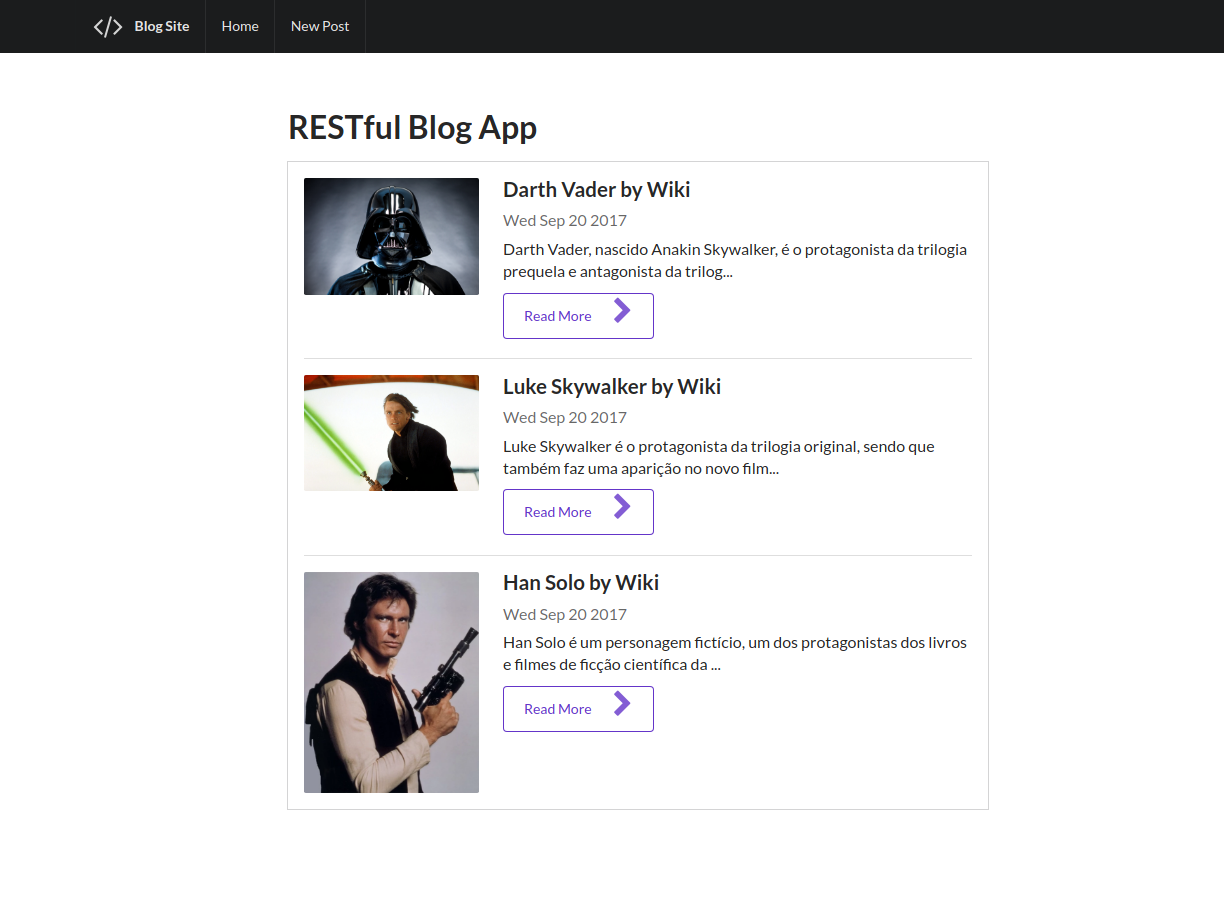 Blog Site Home New Post
RESTful Blog App
Darth Vader by Wiki
Wed Sep 20 2017
Darth Vader, nascido Anakin Skywalker, é o protagonista da trilogia
prequela e antagonista da trilog...
Read More
Luke Skywalker by Wiki
Wed Sep 20 2017
Luke Skywalker é o protagonista da trilogia original, sendo que
também faz uma aparição no novo film...
Read More
Han Solo by Wiki
Wed Sep 20 2017
Han Solo é um personagem fictício, um dos protagonistas dos livros
e filmes de ficção científica da ...
Read More